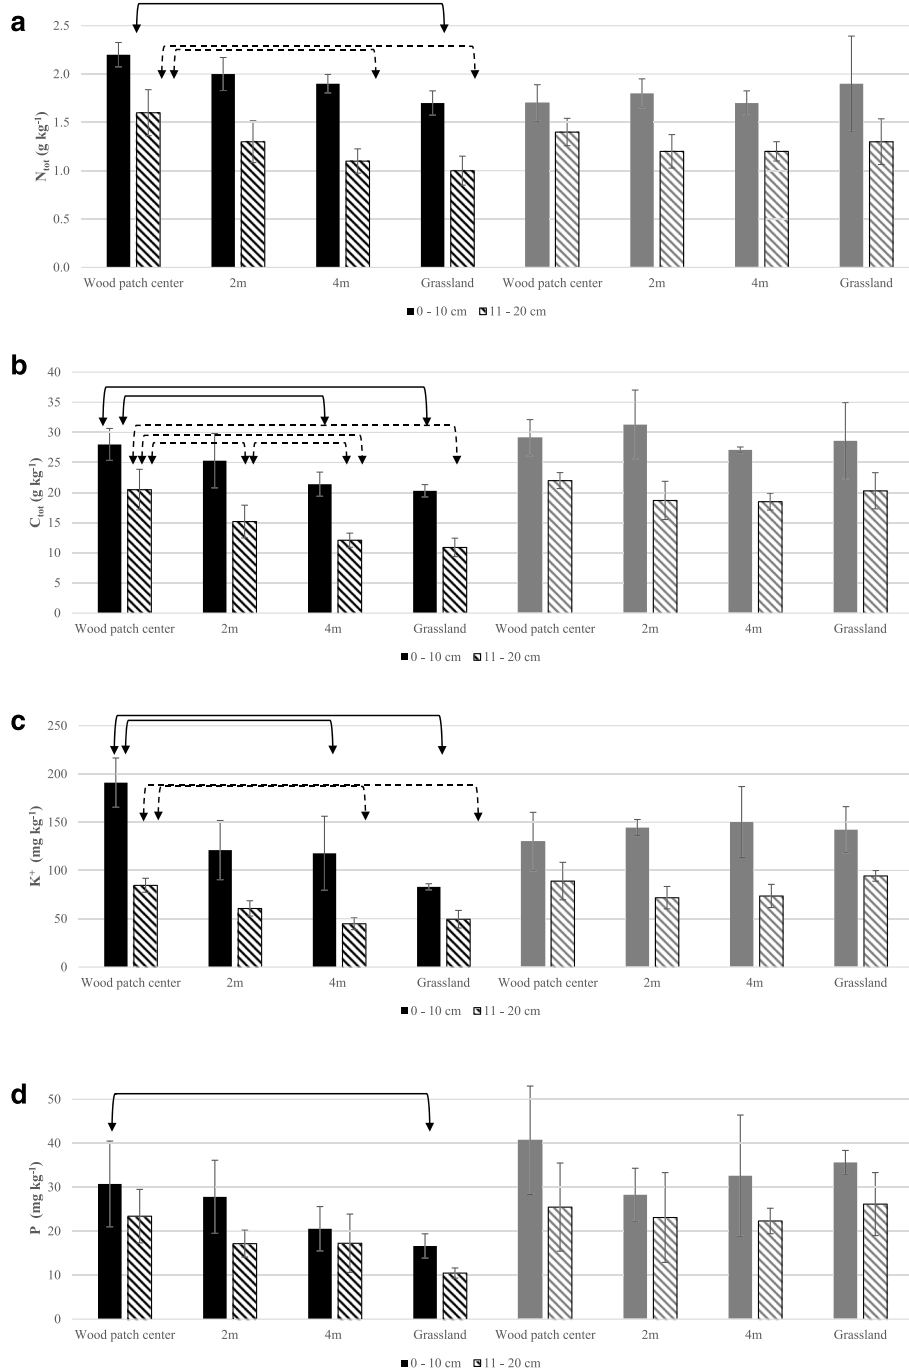 a
2.5
2.0
1.5
1.0
0.5
0.0
N_tot (g kg⁻¹)
Wood patch center 2m 4m Grassland Wood patch center 2m 4m Grassland
0 - 10 cm 11 - 20 cm
b
40
35
30
25
20
15
10
5
0
C_tot (g kg⁻¹)
Wood patch center 2m 4m Grassland Wood patch center 2m 4m Grassland
0 - 10 cm 11 - 20 cm
c
250
200
150
100
50
0
K⁺ (mg kg⁻¹)
Wood patch center 2m 4m Grassland Wood patch center 2m 4m Grassland
0 - 10 cm 11 - 20 cm
d
50
40
30
20
10
0
P (mg kg⁻¹)
Wood patch center 2m 4m Grassland Wood patch center 2m 4m Grassland
0 - 10 cm 11 - 20 cm